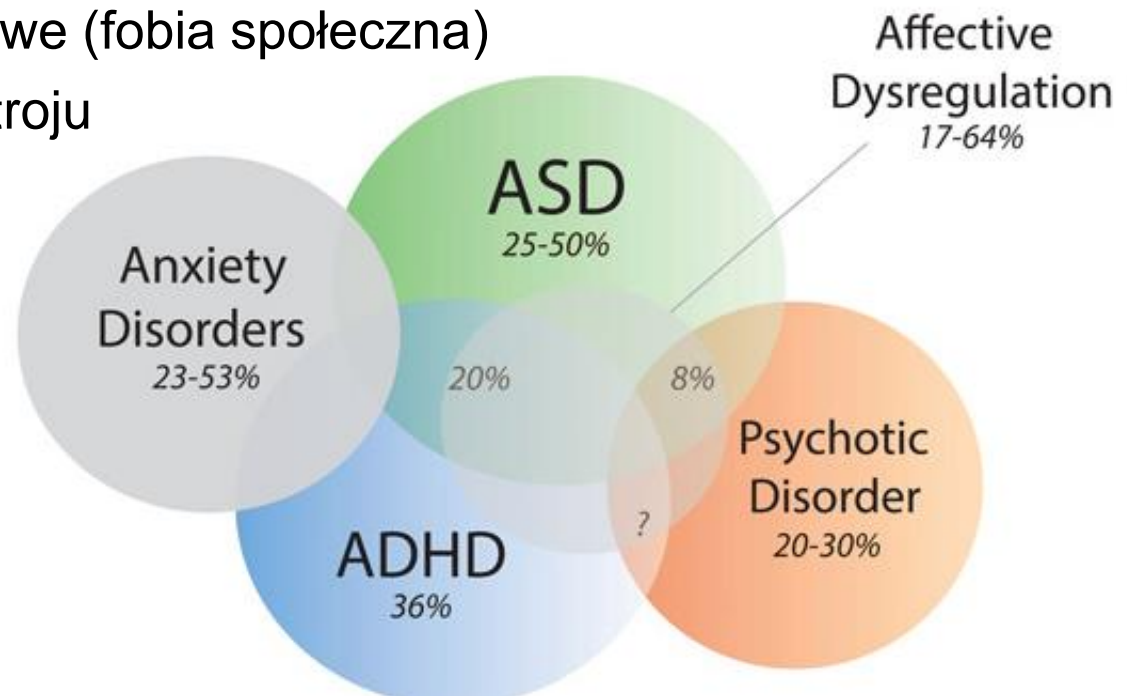 we (fobia społeczna)
troju
Affective
Dysregulation
17-64%
ASD
25-50%
Anxiety
Disorders
23-53%
20%
8%
Psychotic
Disorder
20-30%
?
ADHD
36%